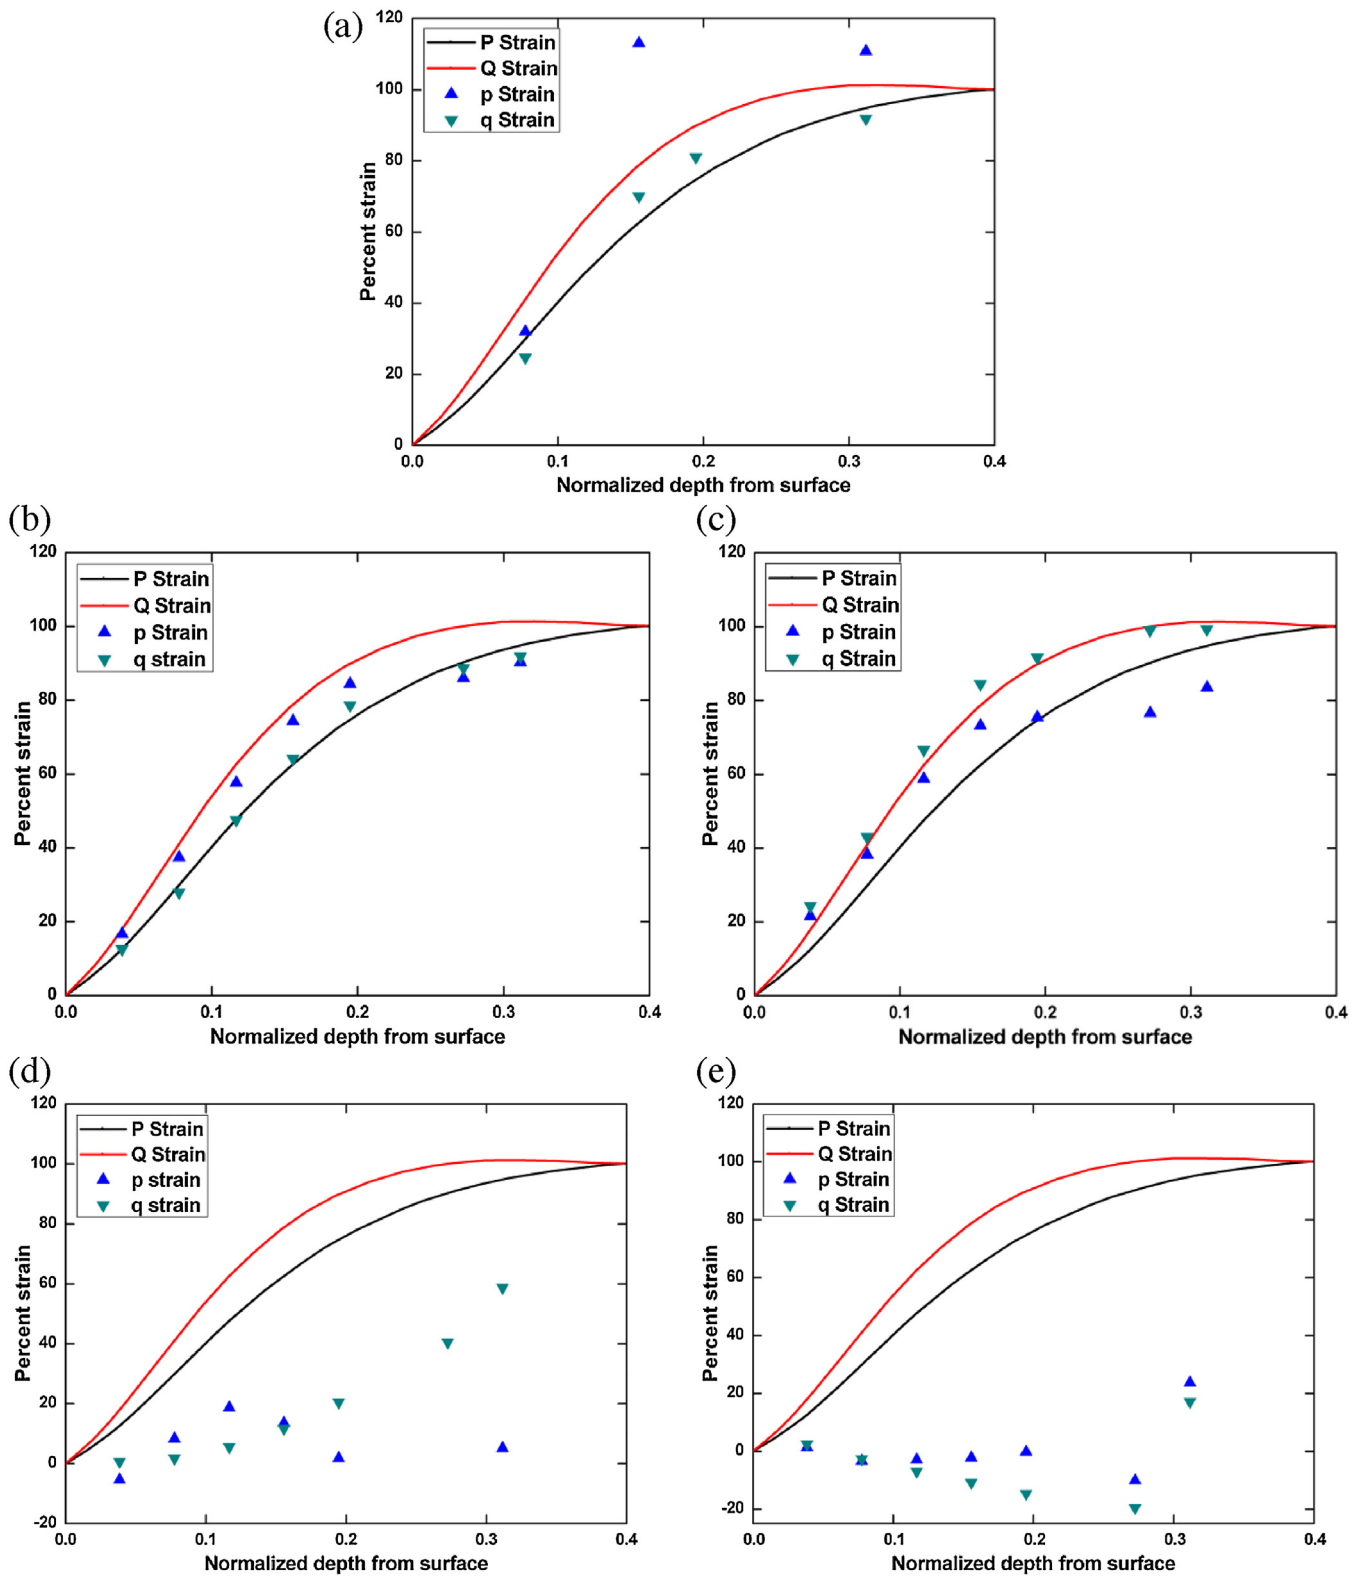 (a)
120
100
80
60
40
20
0
Percent strain
P Strain
Q Strain
p Strain
q Strain
0.0 0.1 0.2 0.3 0.4
Normalized depth from surface
(b)
120
100
80
60
40
20
0
Percent strain
P Strain
Q Strain
p Strain
q strain
0.0 0.1 0.2 0.3 0.4
Normalized depth from surface
(c)
120
100
80
60
40
20
0
Percent strain
P Strain
Q Strain
p Strain
q Strain
0.0 0.1 0.2 0.3 0.4
Normalized depth from surface
(d)
120
100
80
60
40
20
0
-20
Percent strain
P Strain
Q Strain
p strain
q strain
0.0 0.1 0.2 0.3 0.4
Normalized depth from surface
(e)
120
100
80
60
40
20
0
-20
Percent strain
P Strain
Q Strain
p Strain
q Strain
0.0 0.1 0.2 0.3 0.4
Normalized depth from surface